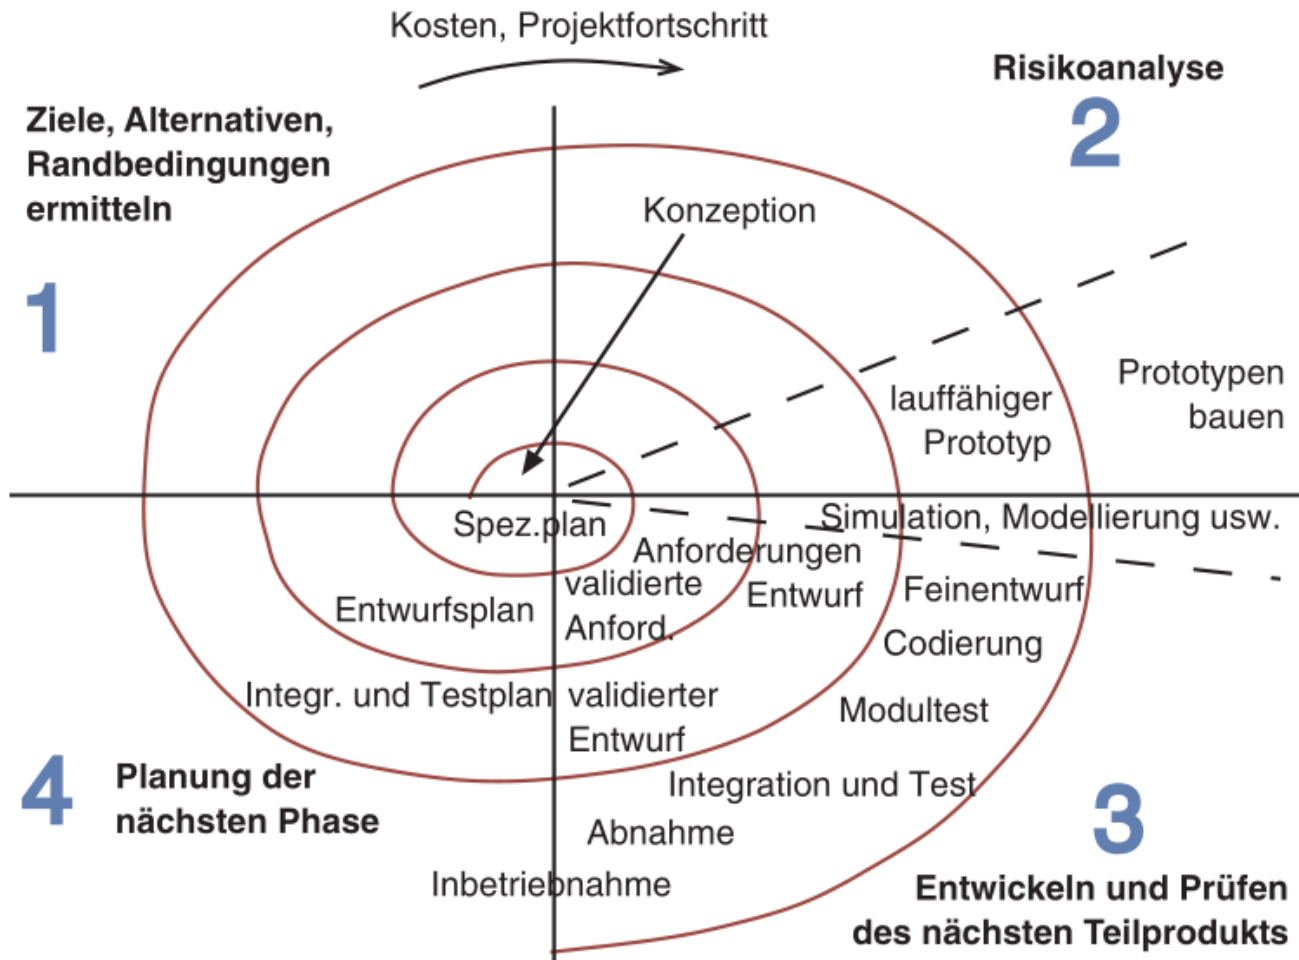 Kosten, Projektfortschritt
Risikoanalyse
2
Ziele, Alternativen,
Randbedingungen
ermitteln
1
Konzeption
Prototypen
bauen
lauffähiger
Prototyp
Simulation, Modellierung usw.
Spez.plan
Anforderungen
validierte
Anford.
Entwurf
Feinentwurf
Entwurfsplan
Codierung
Integr. und Testplan
validierter
Entwurf
Modultest
Integration und Test
Abnahme
Inbetriebnahme
4
Planung der
nächsten Phase
3
Entwickeln und Prüfen
des nächsten Teilprodukts